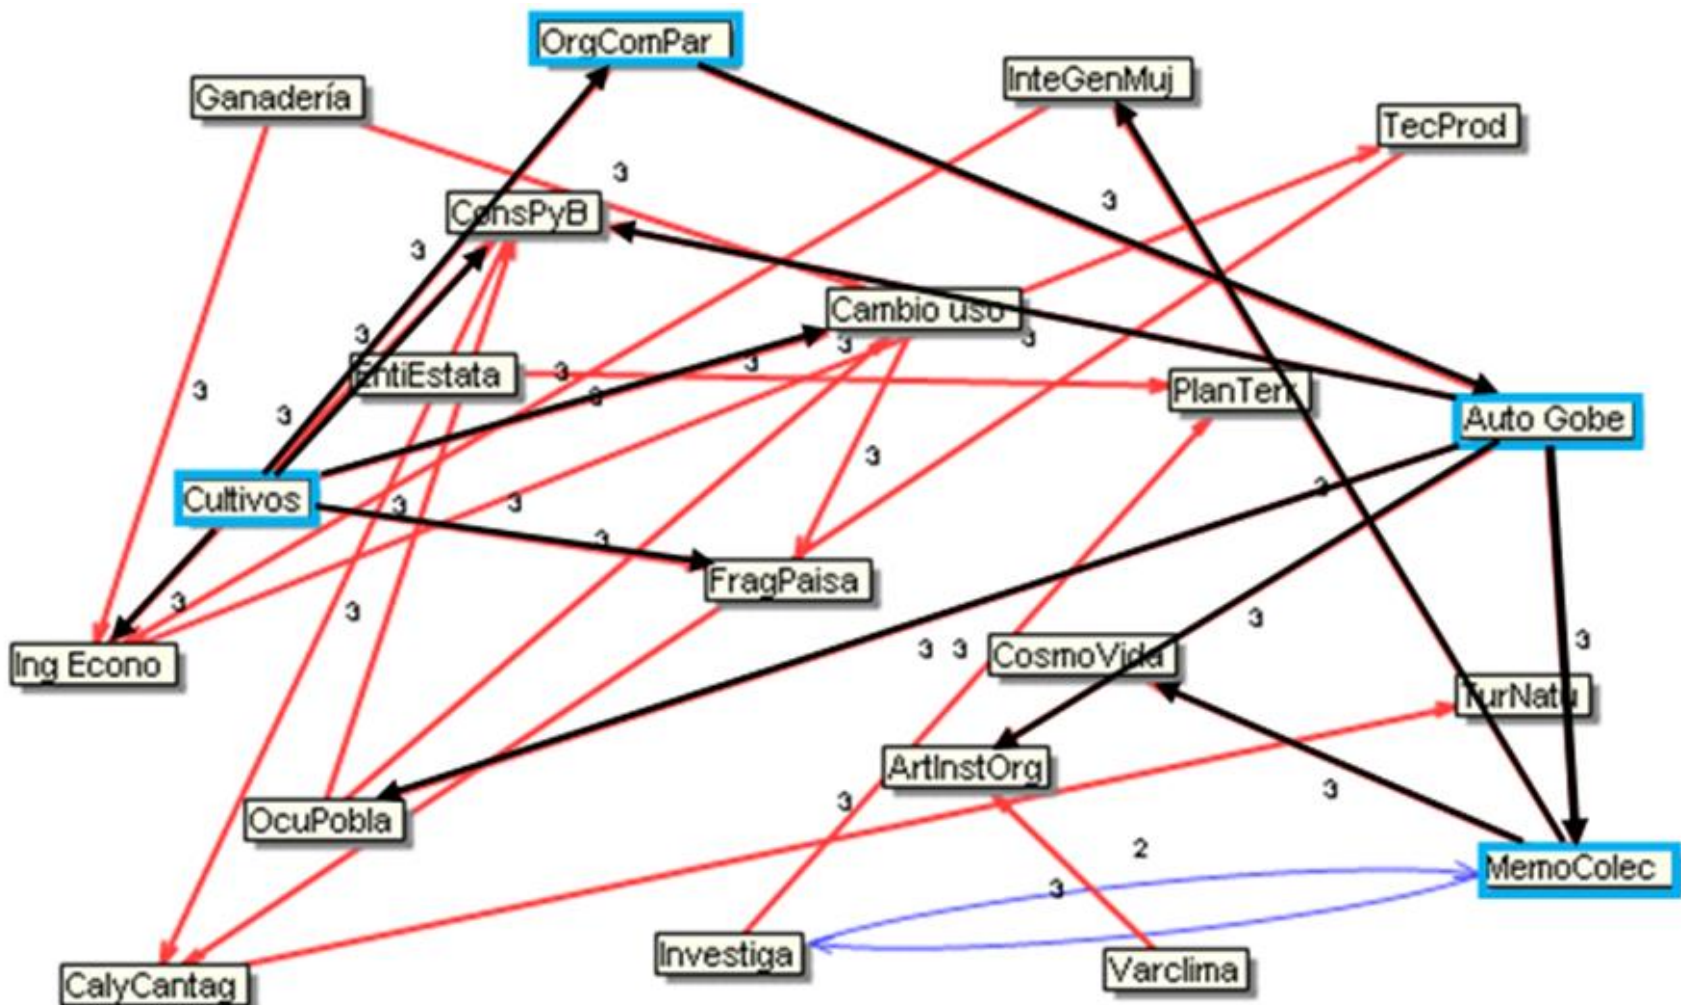 OrgComPar
InteGenMuj
Ganadería
TecProd
3
3
ConsPyB
3
Cambio uso
3
3
3
3
EntiEstata
3
3
PlanTerr
3
3
3
Auto Gobe
3
3
Cultivos
3
3
3
FragPaisa
3
3
3
3
3
3
Ing Econo
CosmoVida
TurNatu
ArtInstOrg
3
3
OcuPobla
2
MemoColec
3
Investiga
Varclima
CalyCantag